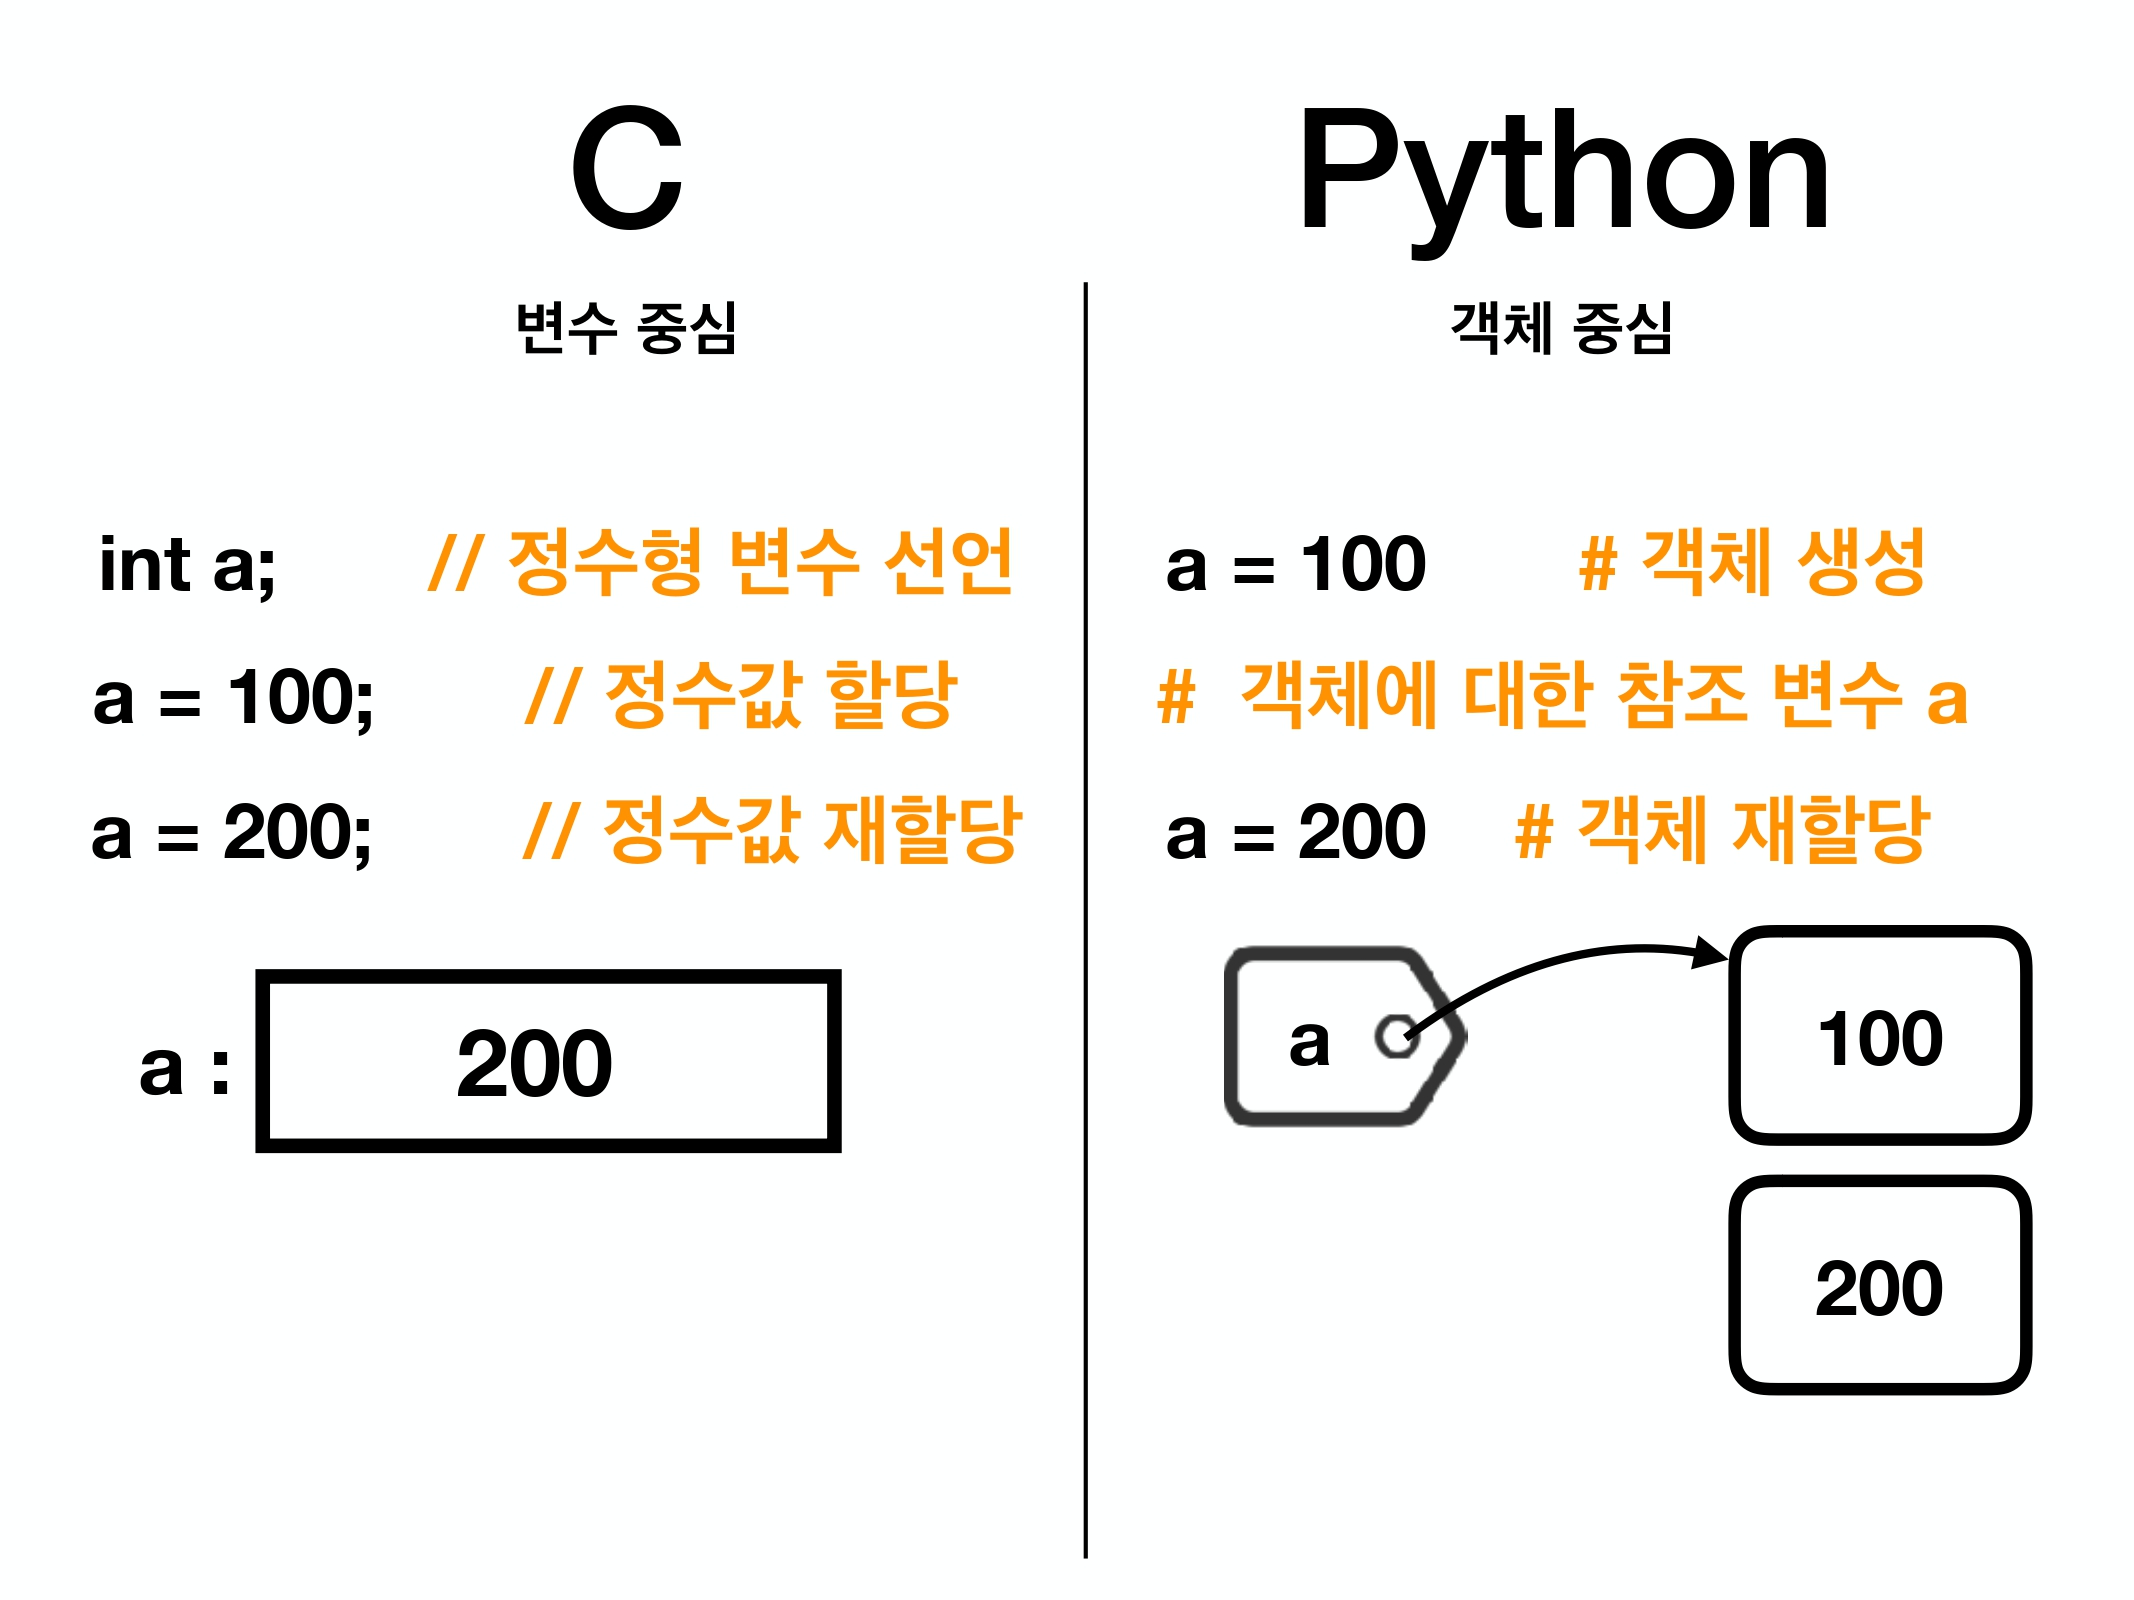 C
변수 중심
int a; // 정수형 변수 선언
a = 100; // 정수값 할당
a = 200; // 정수값 재할당
a : 200
Python
객체 중심
a = 100 # 객체 생성
# 객체에 대한 참조 변수 a
a = 200 # 객체 재할당
a
100
200